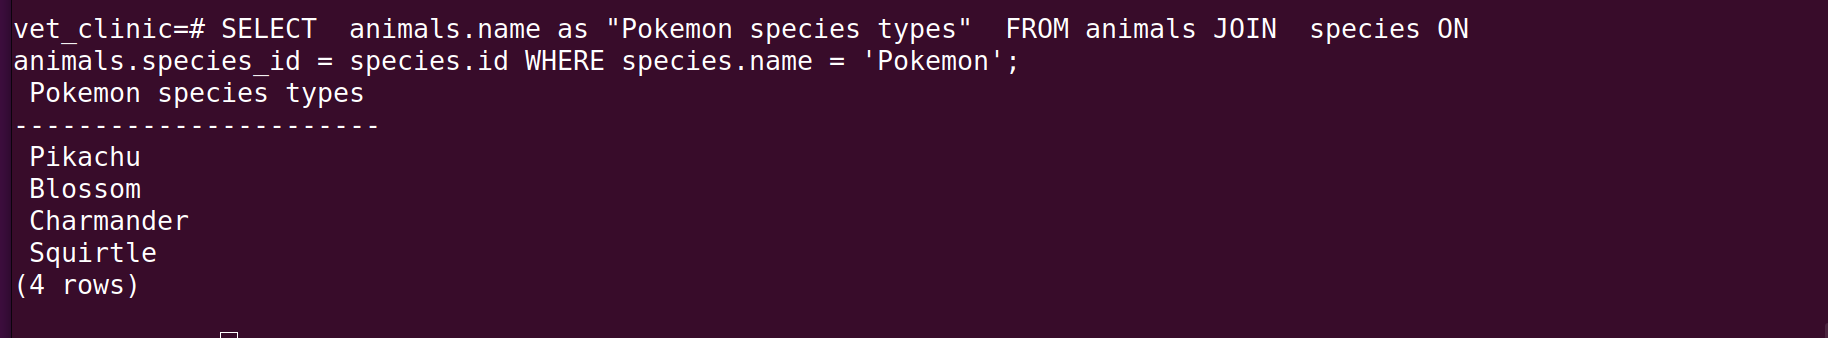 vet_clinic=# SELECT  animals.name as "Pokemon species types"  FROM animals JOIN  species ON
animals.species_id = species.id WHERE species.name = 'Pokemon';
 Pokemon species types
-----------------------
 Pikachu
 Blossom
 Charmander
 Squirtle
(4 rows)